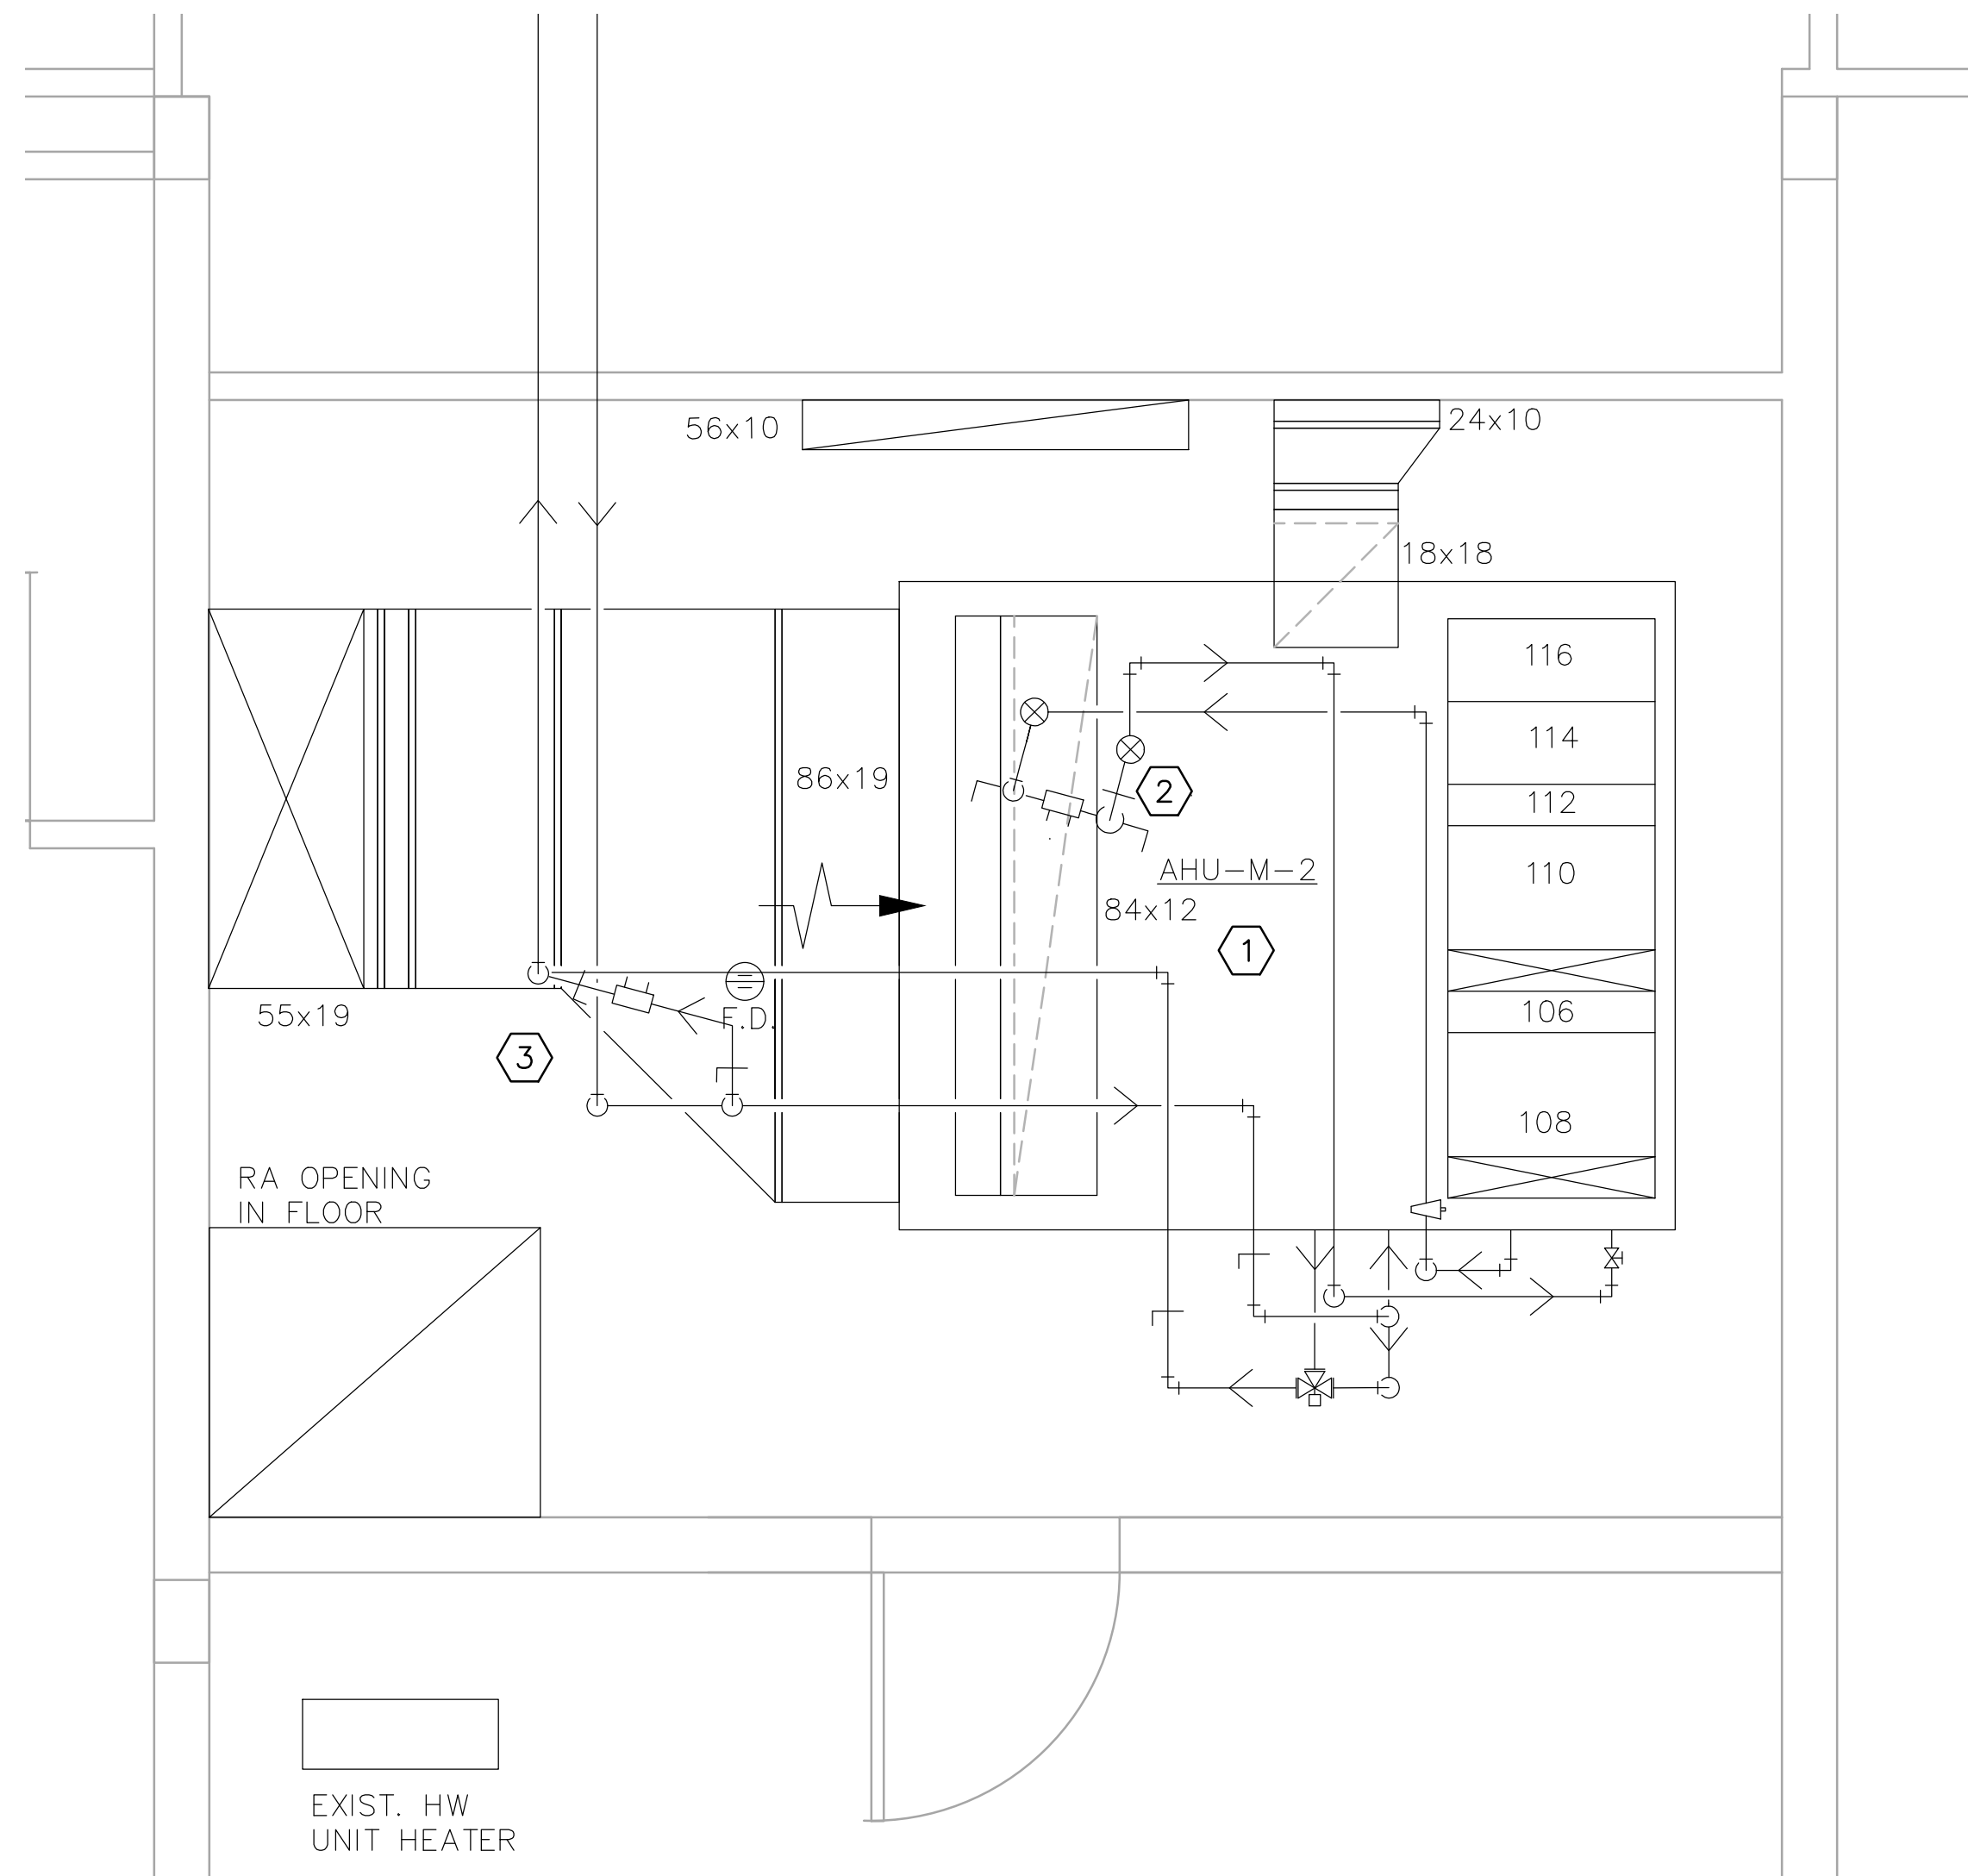 56x10
24x10
18x18
116
114
86x19
2
112
AHU-M-2
110
84x12
1
55x19
F.D.
106
3
108
RA OPENING
IN FLOOR
EXIST. HW
UNIT HEATER